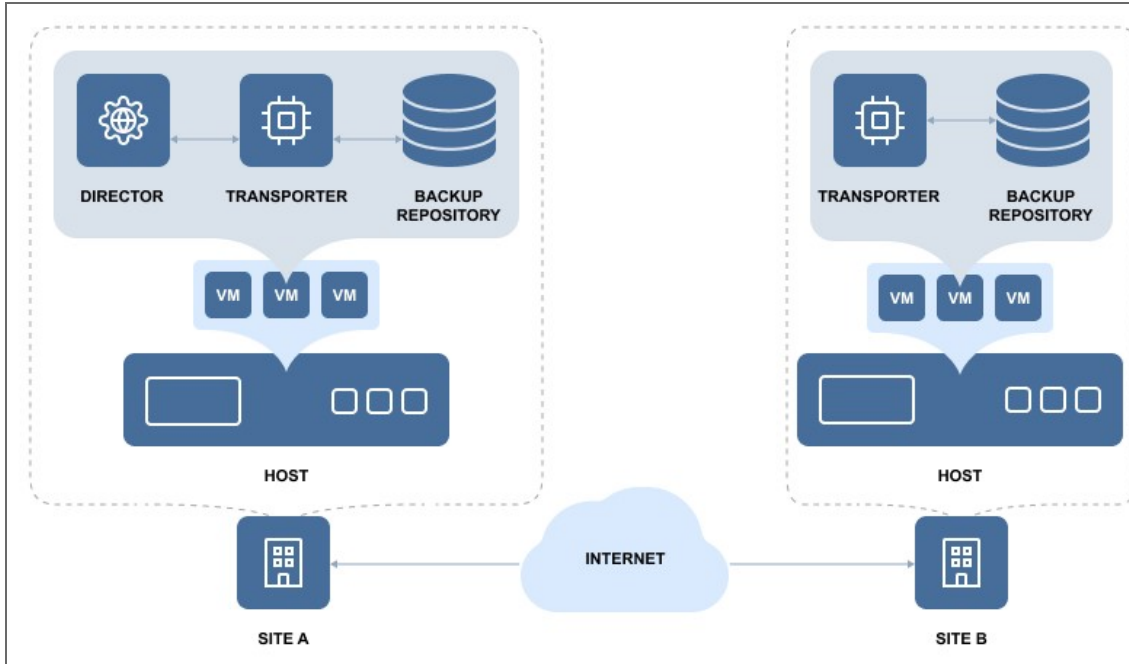 DIRECTOR
TRANSPORTER
BACKUP
REPOSITORY
VM
VM
VM
HOST
SITE A
INTERNET
TRANSPORTER
BACKUP
REPOSITORY
VM
VM
VM
HOST
SITE B